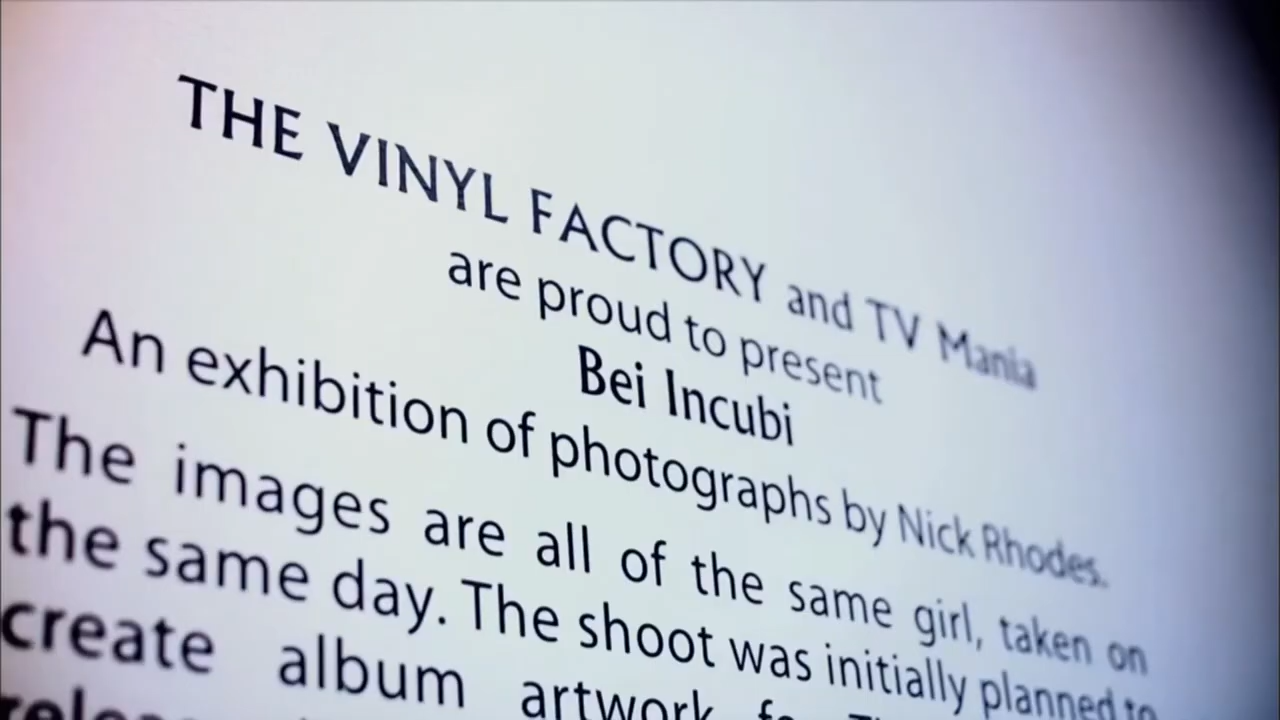 THE VINYL FACTORY and TV Mania
are proud to present
Bei Incubi
An exhibition of photographs by Nick Rhodes.
The images are all of the same girl, taken on
the same day. The shoot was initially planned to
create album artwork